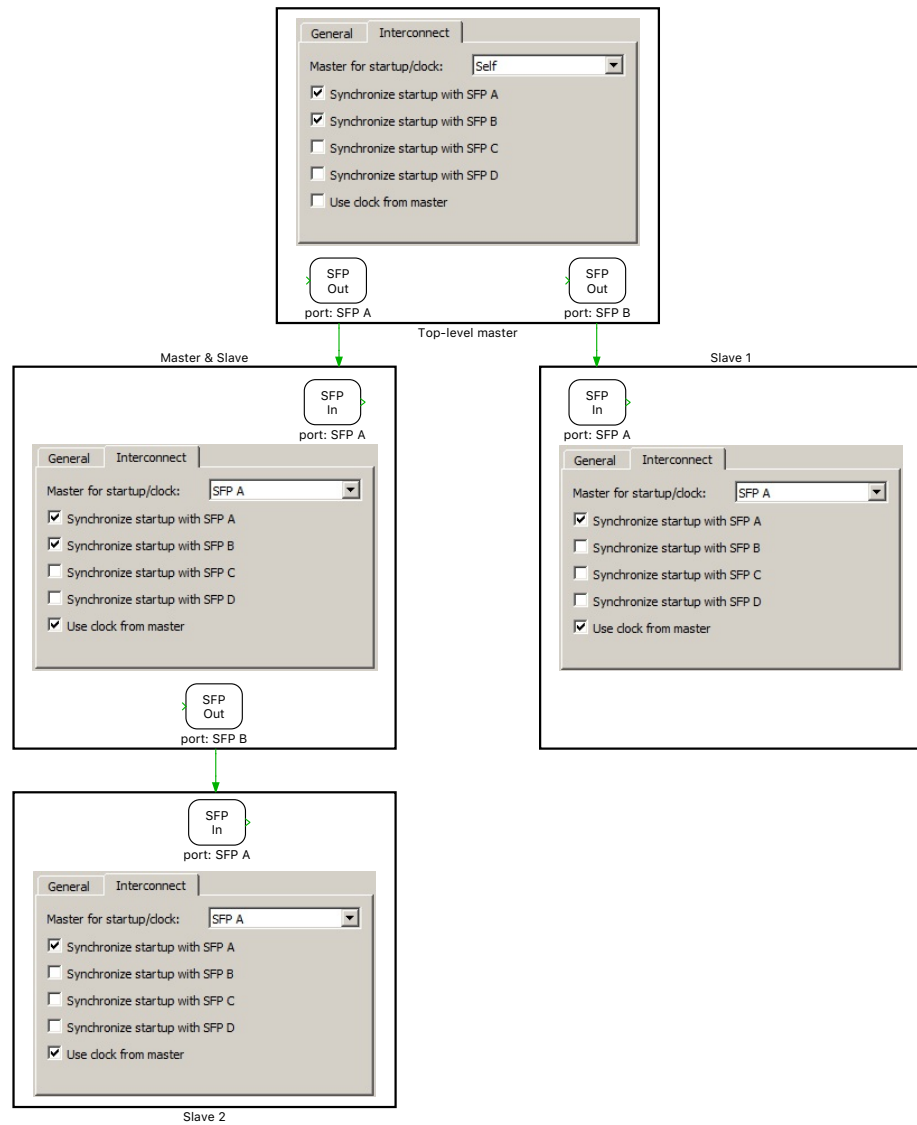 General Interconnect
Master for startup/clock: Self
Synchronize startup with SFP A
Synchronize startup with SFP B
Synchronize startup with SFP C
Synchronize startup with SFP D
Use clock from master
SFP
Out
port: SFP A
SFP
Out
port: SFP B
Top-level master
Master & Slave
SFP
In
port: SFP A
General Interconnect
Master for startup/clock: SFP A
Synchronize startup with SFP A
Synchronize startup with SFP B
Synchronize startup with SFP C
Synchronize startup with SFP D
Use clock from master
SFP
Out
port: SFP B
Slave 1
SFP
In
port: SFP A
General Interconnect
Master for startup/clock: SFP A
Synchronize startup with SFP A
Synchronize startup with SFP B
Synchronize startup with SFP C
Synchronize startup with SFP D
Use clock from master
SFP
In
port: SFP A
General Interconnect
Master for startup/clock: SFP A
Synchronize startup with SFP A
Synchronize startup with SFP B
Synchronize startup with SFP C
Synchronize startup with SFP D
Use clock from master
Slave 2